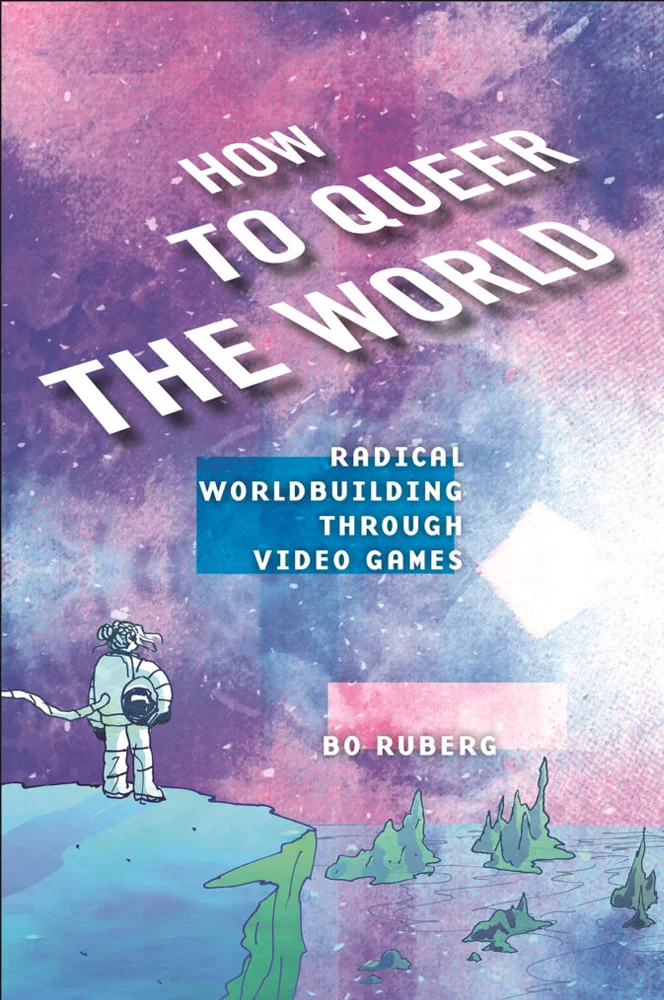 HOW
TO QUEER
THE WORLD
RADICAL
WORLDBUILDING
THROUGH
VIDEO GAMES
BO RUBERG